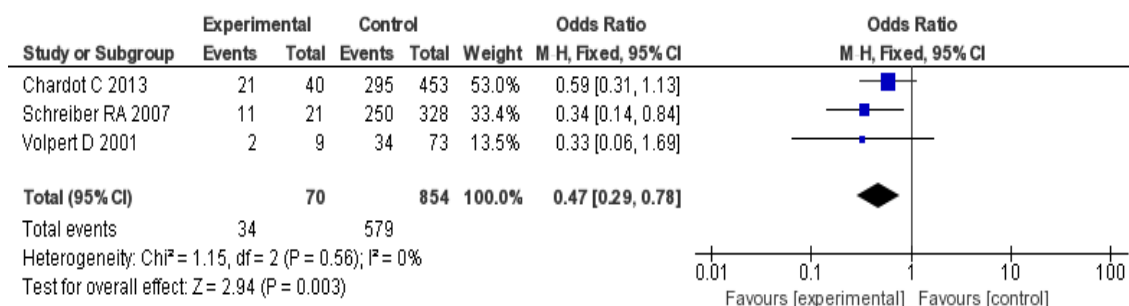 Experimental Control Odds Ratio Odds Ratio
Study or Subgroup Events Total Events Total Weight M-H, Fixed, 95% CI M-H, Fixed, 95% CI
Chardot C 2013 21 40 295 453 53.0% 0.59 [0.31, 1.13]
Schreiber RA 2007 11 21 250 328 33.4% 0.34 [0.14, 0.84]
Volpert D 2001 2 9 34 73 13.5% 0.33 [0.06, 1.69]
Total (95% CI) 70 854 100.0% 0.47 [0.29, 0.78]
Total events 34 579
Heterogeneity: Chi² = 1.15, df = 2 (P = 0.56); I² = 0%
Test for overall effect: Z = 2.94 (P = 0.003)
0.01 0.1 1 10 100
Favours [experimental] Favours [control]